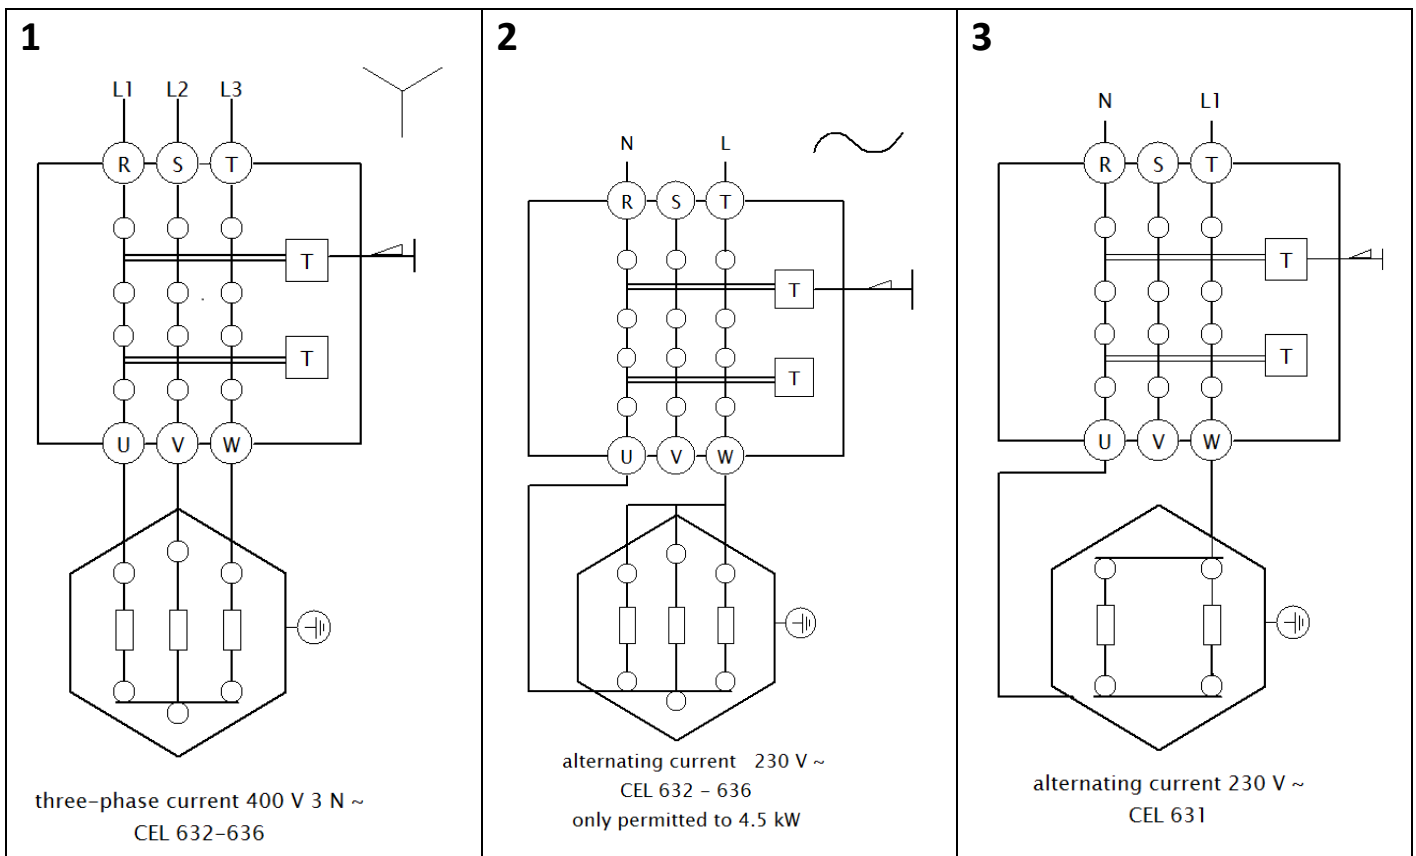 1
L1 L2 L3
R S T
T
T
U V W
three-phase current 400 V 3 N ~
CEL 632-636
2
N L
R S T
T
T
U V W
alternating current 230 V ~
CEL 632 - 636
only permitted to 4.5 kW
3
N L1
R S T
T
T
U V W
alternating current 230 V ~
CEL 631